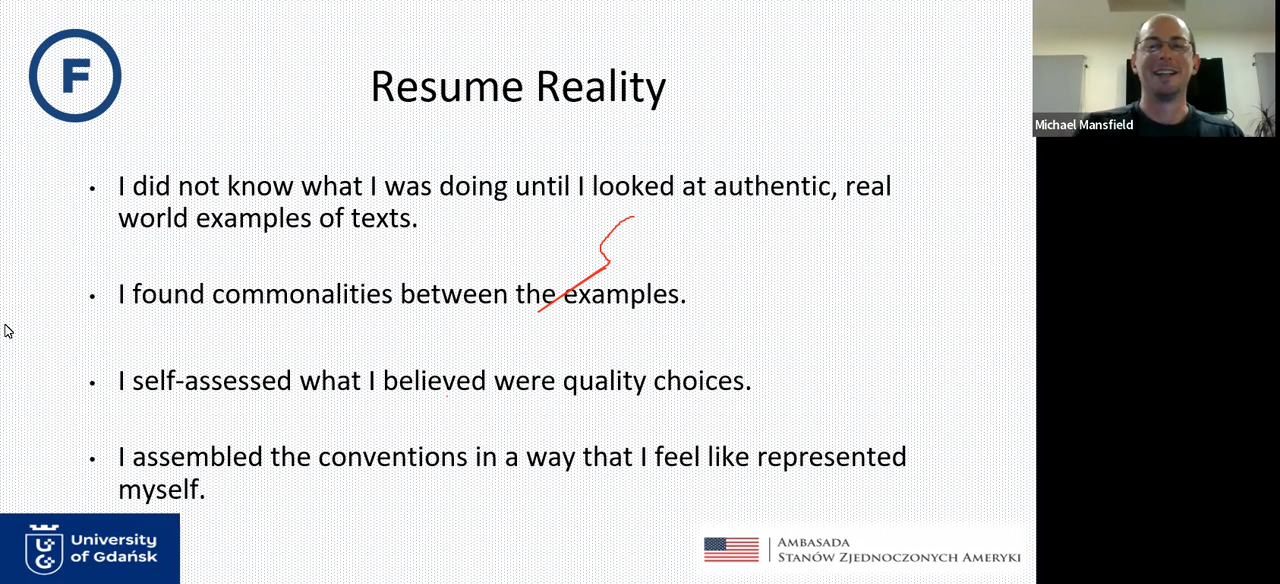 F
Resume Reality
Michael Mansfield
• I did not know what I was doing until I looked at authentic, real
world examples of texts.
• I found commonalities between the examples.
• I self-assessed what I believed were quality choices.
• I assembled the conventions in a way that I feel like represented
myself.
University
of Gdańsk
AMBASADA
STANÓW ZJEDNOCZONYCH AMERYKI